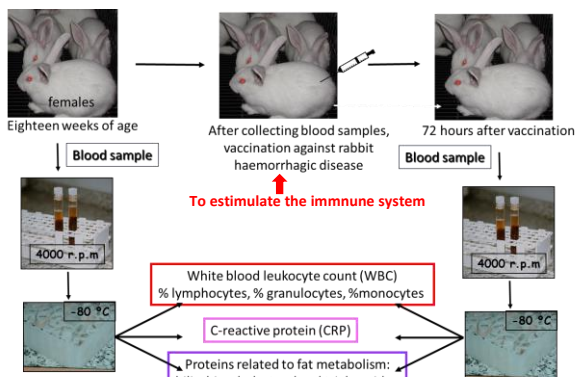 females
Eighteen weeks of age
After collecting blood samples,
vaccination against rabbit
haemorrhagic disease
72 hours after vaccination
Blood sample
Blood sample
To estimulate the immnune system
4000 r.p.m
4000 r.p.m
White blood leukocyte count (WBC)
% lymphocytes, % granulocytes, %monocytes
-80 ºC
-80 ºC
C-reactive protein (CRP)
Proteins related to fat metabolism: